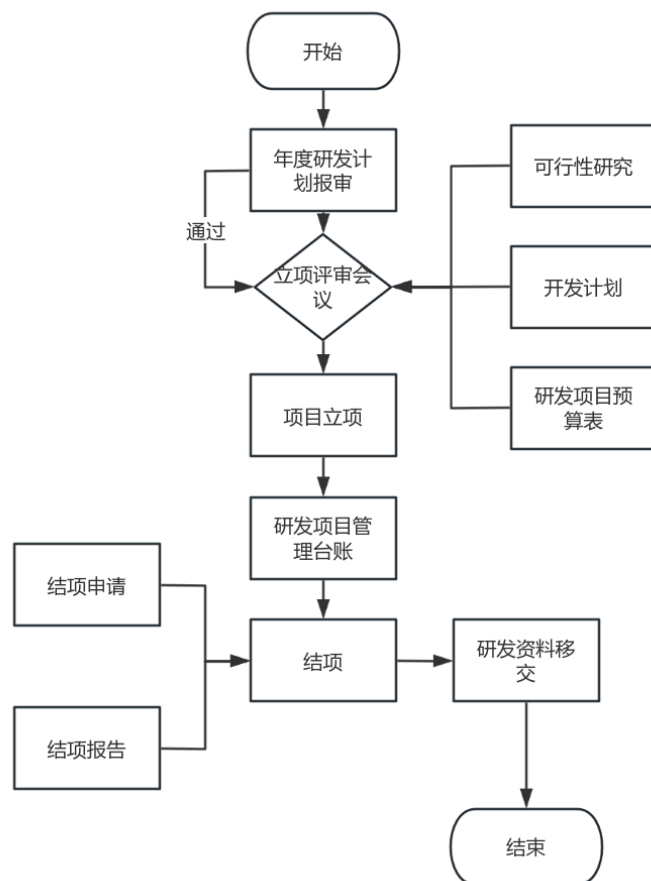 开始
年度研发计
划报审
可行性研究
通过
立项评审会
议
开发计划
项目立项
研发项目预
算表
研发项目管
理台账
结项申请
结项
研发资料移
交
结项报告
结束